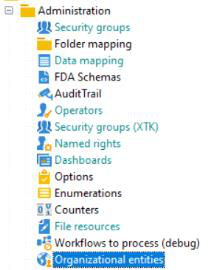 Administration
Security groups
Folder mapping
Data mapping
FDA Schemas
AuditTrail
Operators
Security groups (XTK)
Named rights
Dashboards
Options
Enumerations
Counters
File resources
Workflows to process (debug)
Organizational entities